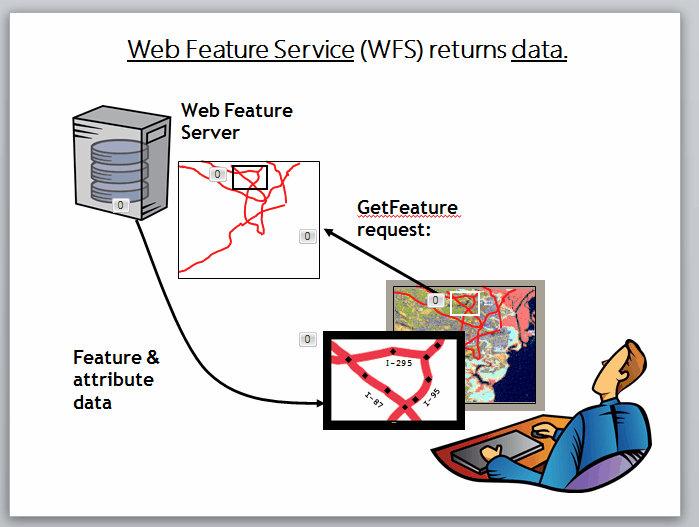 Web Feature Service (WFS) returns data.
Web Feature
Server
0
0
0
GetFeature
request:
0
0
Feature &
attribute
data
I-295
I-87
I-95